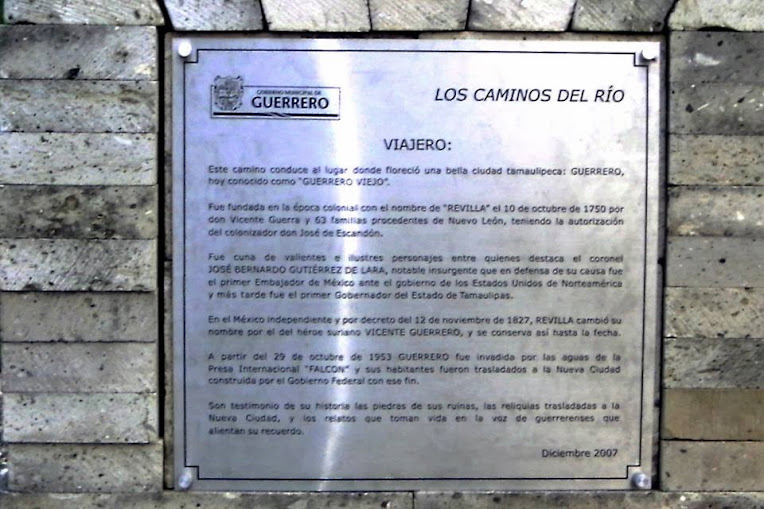 GOBIERNO MUNICIPAL DE
GUERRERO
LOS CAMINOS DEL RÍO
VIAJERO:
Este camino conduce al lugar donde floreció una bella ciudad tamaulipeca: GUERRERO,
hoy conocido como "GUERRERO VIEJO".
Fue fundada en la época colonial con el nombre de "REVILLA" el 10 de octubre de 1750 por
don Vicente Guerra y 63 familias procedentes de Nuevo León, teniendo la autorización
del colonizador don José de Escandón.
Fue cuna de valientes e ilustres personajes entre quienes destaca el coronel
JOSÉ BERNARDO GUTIÉRREZ DE LARA, notable insurgente que en defensa de su causa fue
el primer Embajador de México ante el gobierno de los Estados Unidos de Norteamérica
y más tarde fue el primer Gobernador del Estado de Tamaulipas.
En el México independiente y por decreto del 12 de noviembre de 1827, REVILLA cambió su
nombre por el del héroe suriano VICENTE GUERRERO, y se conserva así hasta la fecha.
A partir del 29 de octubre de 1953 GUERRERO fue invadida por las aguas de la
Presa Internacional "FALCON" y sus habitantes fueron trasladados a la Nueva Ciudad
construida por el Gobierno Federal con ese fin.
Son testimonio de su historia las piedras de sus ruinas, las reliquias trasladadas a la
Nueva Ciudad, y los relatos que toman vida en la voz de guerrerenses que
alientan su recuerdo.
Diciembre 2007